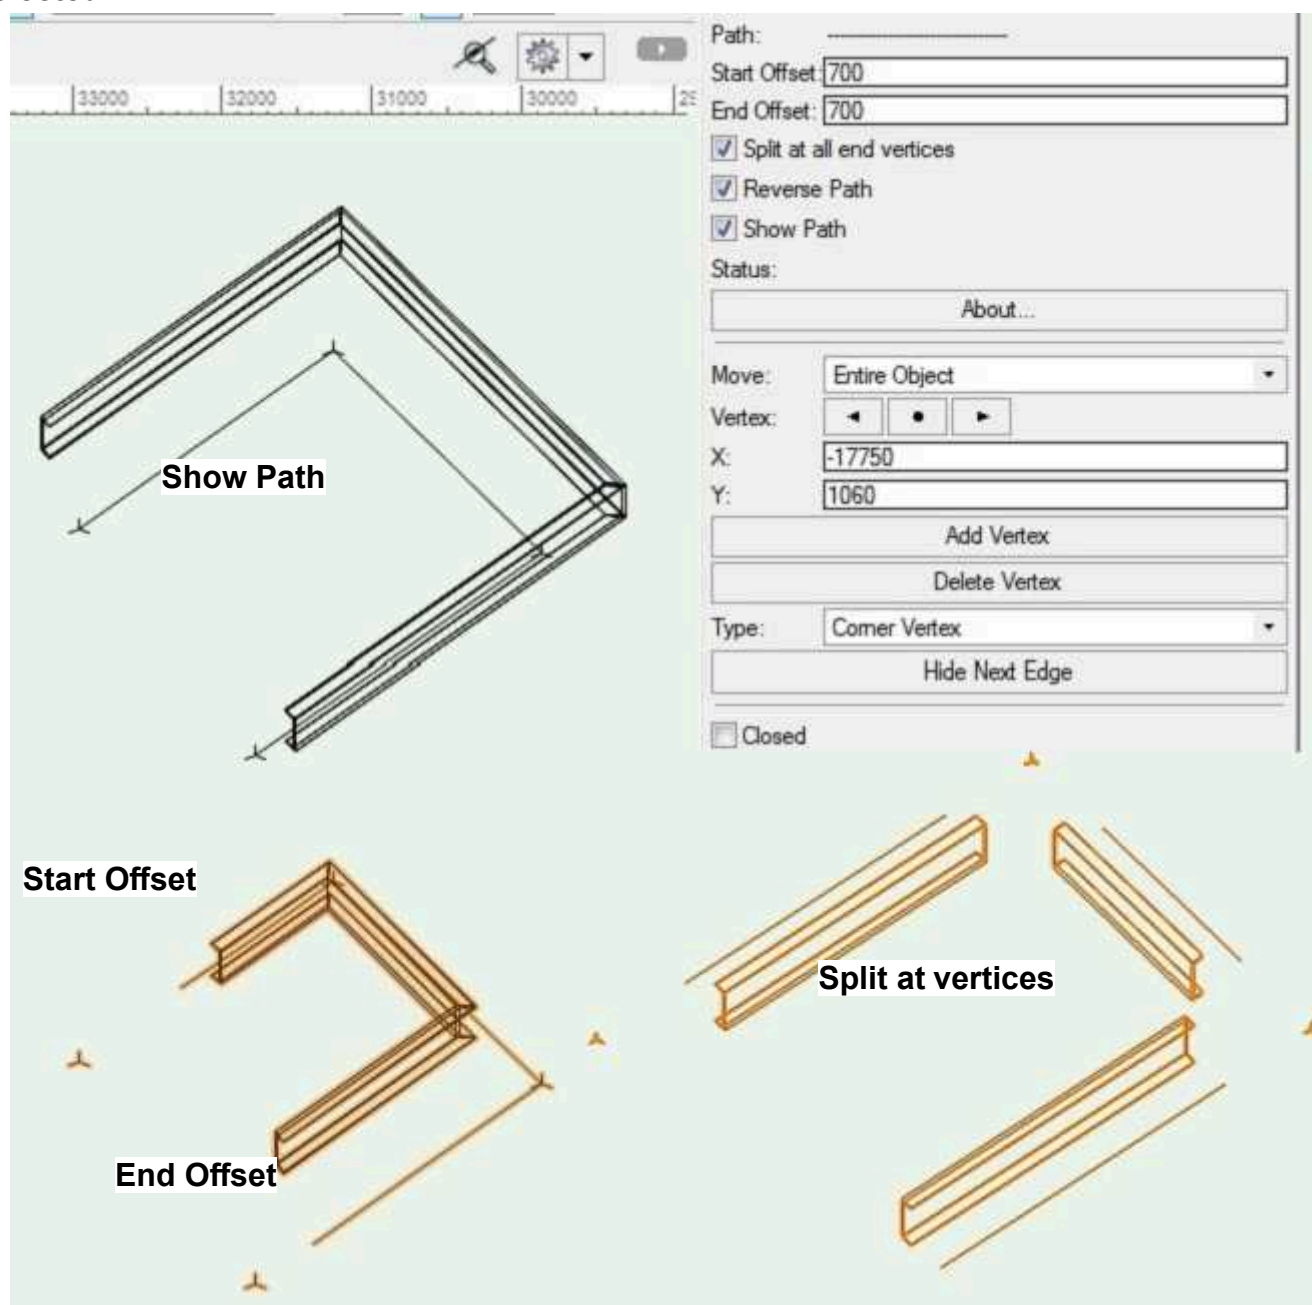 33000
32000
31000
30000
Path:
Start Offset: 700
End Offset: 700
Split at all end vertices
Reverse Path
Show Path
Status:
About...
Move: Entire Object
Vertex:
X: -17750
Y: 1060
Add Vertex
Delete Vertex
Type: Corner Vertex
Hide Next Edge
Closed
Show Path
Start Offset
End Offset
Split at vertices